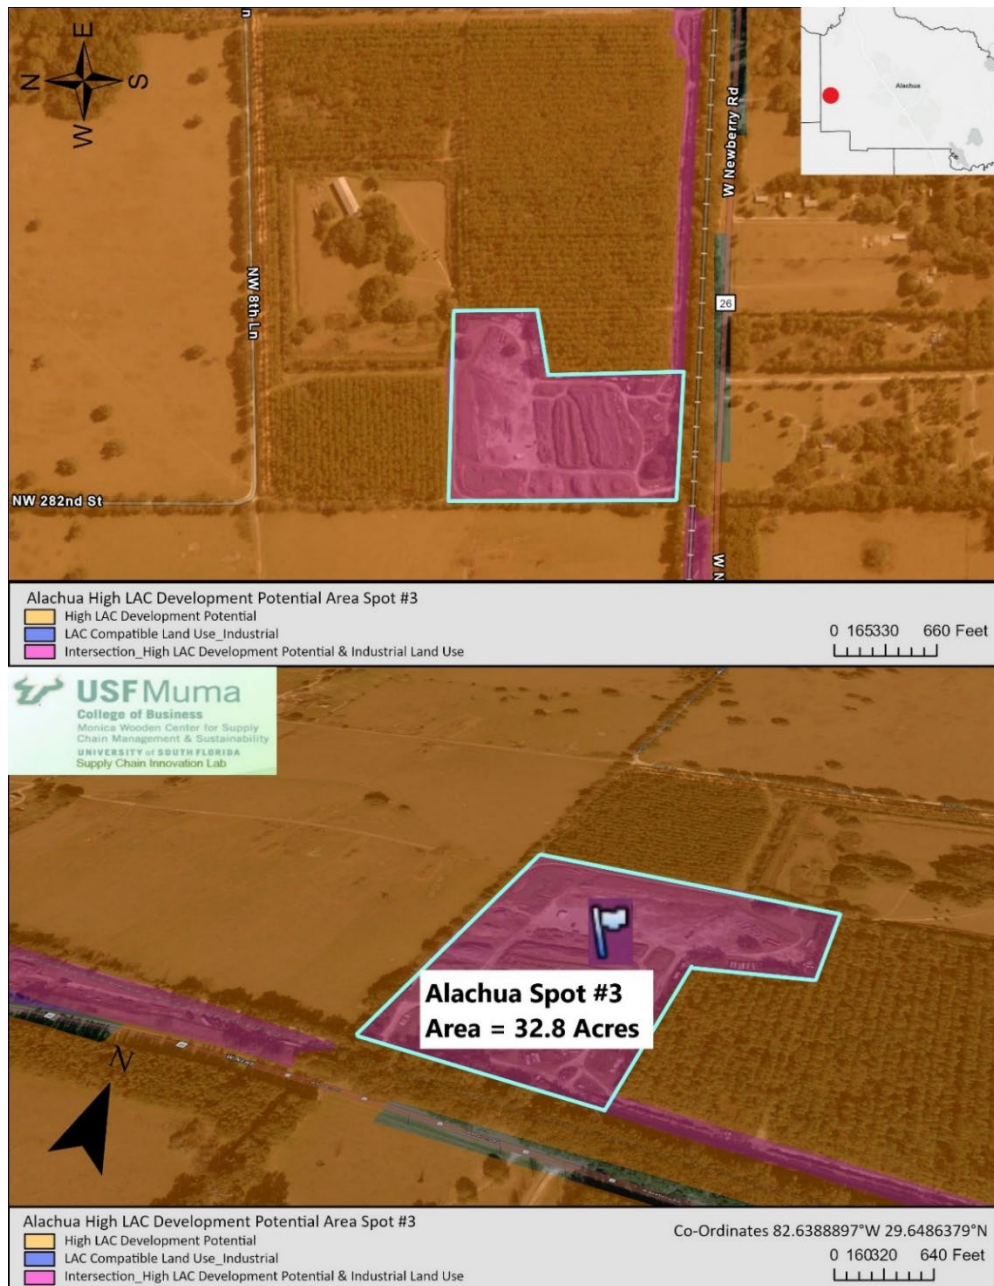 E
N
S
W
Alachua
W Newberry Rd
NW 8th Ln
26
NW 282nd St
W N
Alachua High LAC Development Potential Area Spot #3
High LAC Development Potential
LAC Compatible Land Use_Industrial
Intersection_High LAC Development Potential & Industrial Land Use
0 165330 660 Feet
USF Muma
College of Business
Monica Wooden Center for Supply
Chain Management & Sustainability
UNIVERSITY of SOUTH FLORIDA
Supply Chain Innovation Lab
Alachua Spot #3
Area = 32.8 Acres
N
Alachua High LAC Development Potential Area Spot #3
High LAC Development Potential
LAC Compatible Land Use_Industrial
Intersection_High LAC Development Potential & Industrial Land Use
Co-Ordinates 82.6388897°W 29.6486379°N
0 160320 640 Feet